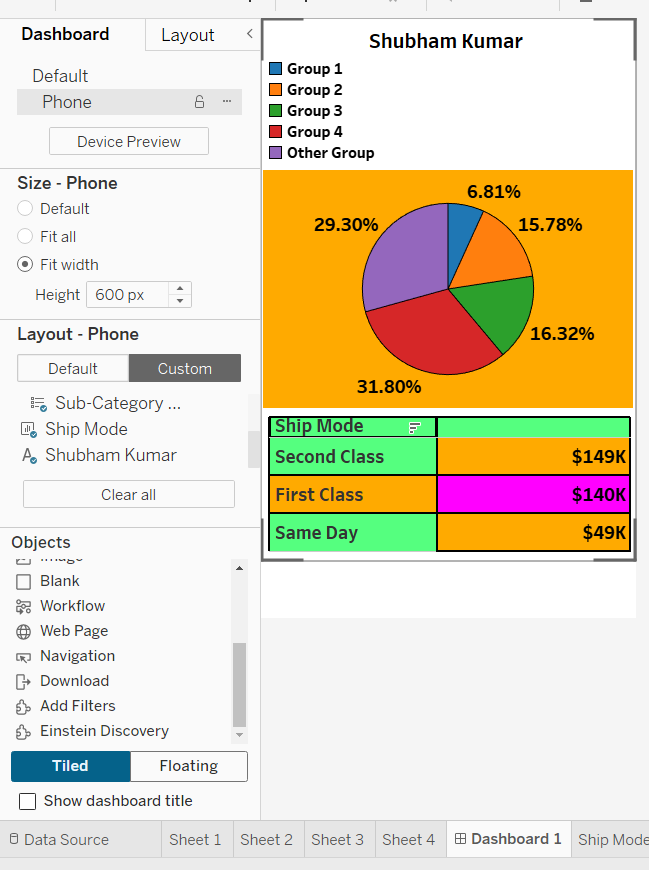 Dashboard
Layout
<
Default
Phone
Device Preview
Size - Phone
Default
Fit all
Fit width
Height
600 px
Layout - Phone
Default
Custom
Sub-Category ...
Ship Mode
Shubham Kumar
Clear all
Objects
Image
Blank
Workflow
Web Page
Navigation
Download
Add Filters
Einstein Discovery
Tiled
Floating
Show dashboard title
Shubham Kumar
Group 1
Group 2
Group 3
Group 4
Other Group
6.81%
29.30%
15.78%
16.32%
31.80%
Ship Mode
Second Class $149K
First Class $140K
Same Day $49K
Data Source
Sheet 1
Sheet 2
Sheet 3
Sheet 4
Dashboard 1
Ship Mode